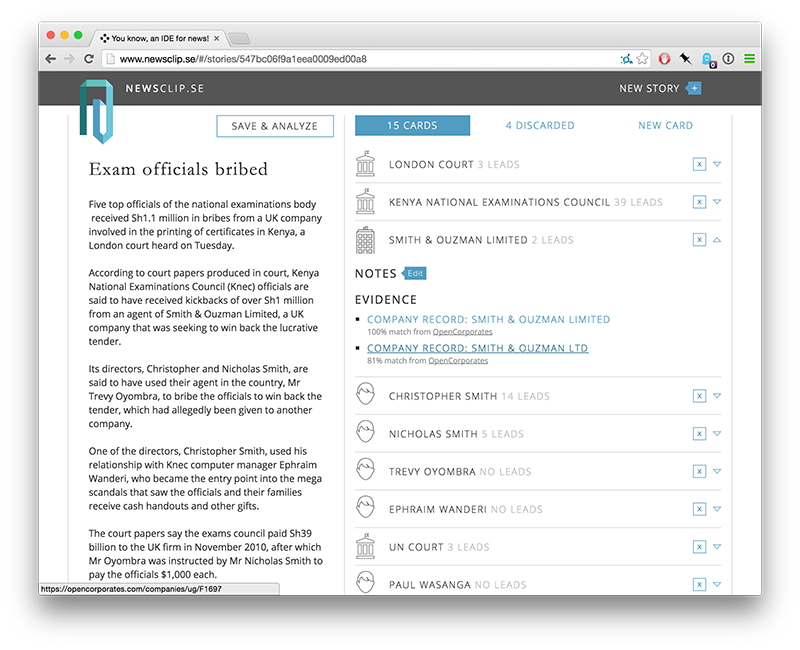 You know, an IDE for news!
www.newsclip.se/#/stories/547bc06f9a1eea0009ed00a8
NEWSCLIP.SE
NEW STORY +
SAVE & ANALYZE
Exam officials bribed
Five top officials of the national examinations body
received Sh1.1 million in bribes from a UK company
involved in the printing of certificates in Kenya, a
London court heard on Tuesday.
According to court papers produced in court, Kenya
National Examinations Council (Knec) officials are
said to have received kickbacks of over Sh1 million
from an agent of Smith & Ouzman Limited, a UK
company that was seeking to win back the lucrative
tender.
Its directors, Christopher and Nicholas Smith, are
said to have used their agent in the country, Mr
Trevy Oyombra, to bribe the officials to win back the
tender, which had allegedly been given to another
company.
One of the directors, Christopher Smith, used his
relationship with Knec computer manager Ephraim
Wanderi, who became the entry point into the mega
scandals that saw the officials and their families
receive cash handouts and other gifts.
The court papers say the exams council paid Sh39
billion to the UK firm in November 2010, after which
Mr Oyombra was instructed by Mr Nicholas Smith to
pay the officials $1,000 each.
https://opencorporates.com/companies/ug/F1697
15 CARDS
4 DISCARDED
NEW CARD
LONDON COURT 3 LEADS x
KENYA NATIONAL EXAMINATIONS COUNCIL 39 LEADS x
SMITH & OUZMAN LIMITED 2 LEADS x
NOTES Edit
EVIDENCE
COMPANY RECORD: SMITH & OUZMAN LIMITED
100% match from OpenCorporates
COMPANY RECORD: SMITH & OUZMAN LTD
81% match from OpenCorporates
CHRISTOPHER SMITH 14 LEADS x
NICHOLAS SMITH 5 LEADS x
TREVY OYOMBRA NO LEADS x
EPHRAIM WANDERI NO LEADS x
UN COURT 3 LEADS x
PAUL WASANGA NO LEADS x